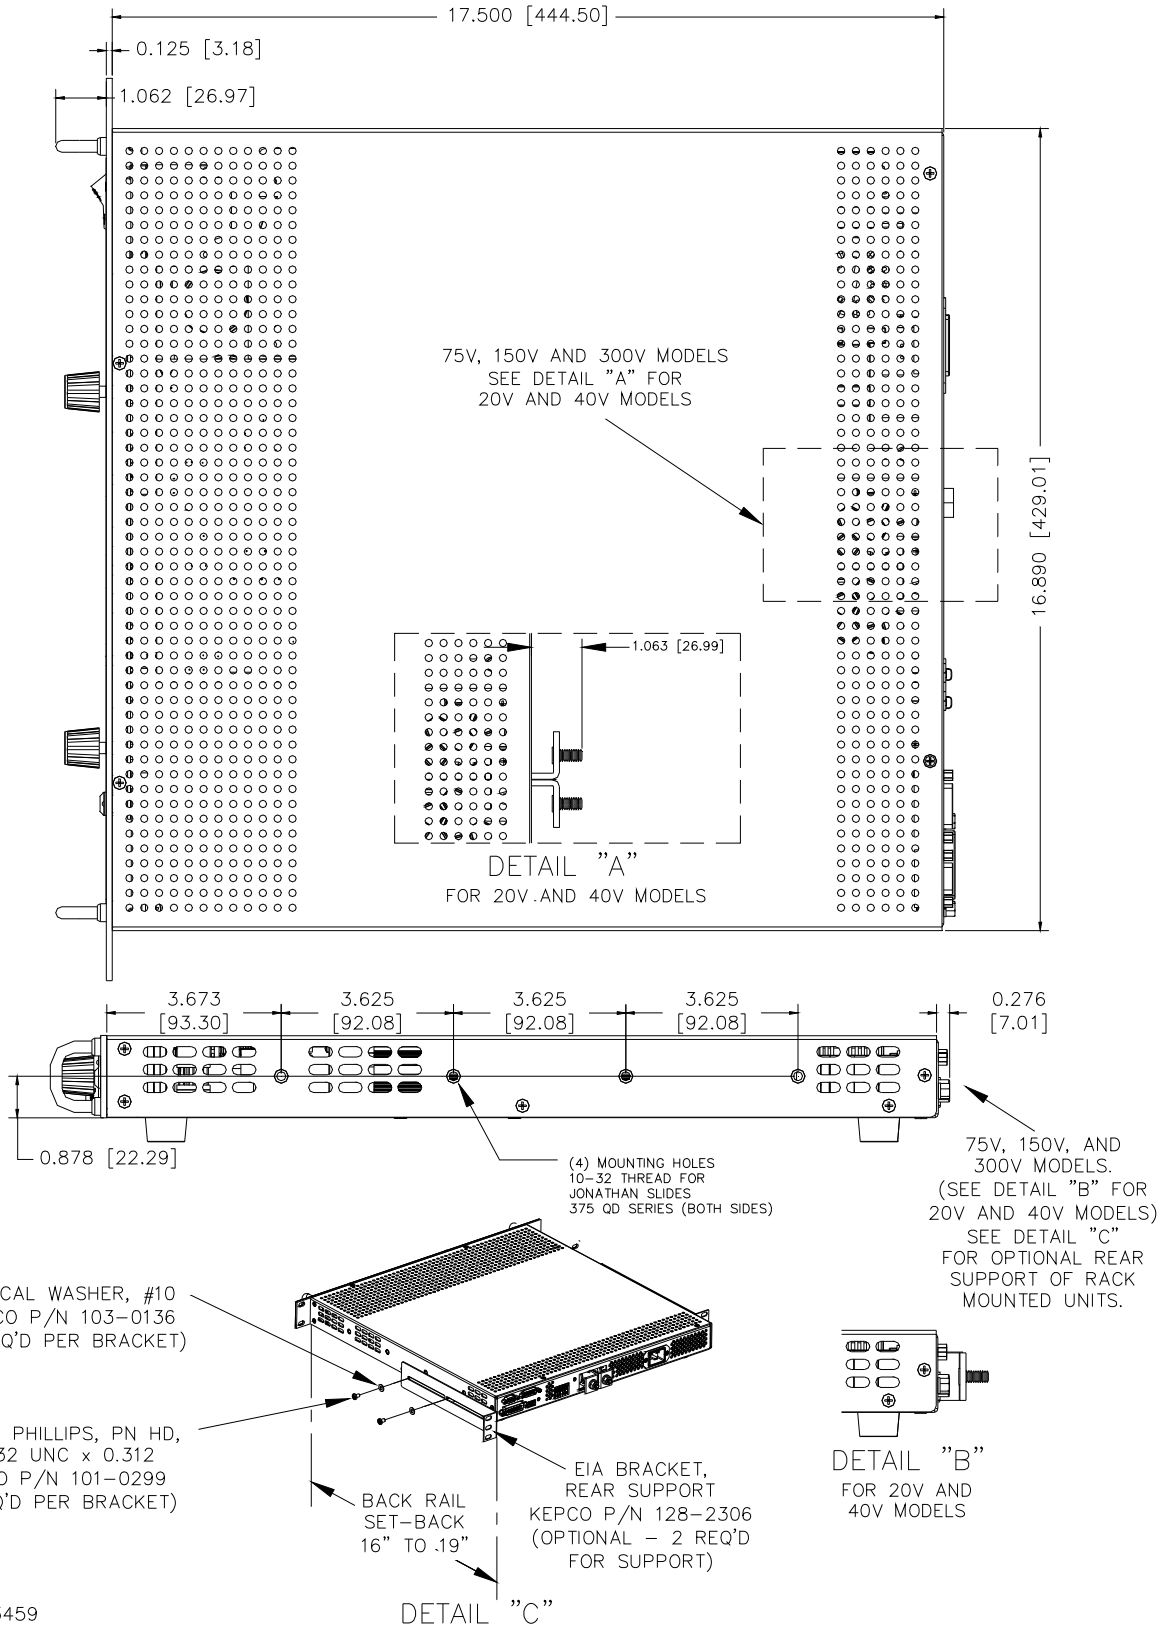 17.500 [444.50]
0.125 [3.18]
1.062 [26.97]
75V, 150V AND 300V MODELS
SEE DETAIL "A" FOR
20V AND 40V MODELS
16.890 [429.01]
1.063 [26.99]
DETAIL "A"
FOR 20V .AND 40V MODELS
3.673
[93.30]
3.625
[92.08]
3.625
[92.08]
3.625
[92.08]
0.276
[7.01]
0.878 [22.29]
(4) MOUNTING HOLES
10-32 THREAD FOR
JONATHAN SLIDES
375 QD SERIES (BOTH SIDES)
75V, 150V, AND
300V MODELS.
(SEE DETAIL "B" FOR
20V AND 40V MODELS)
SEE DETAIL "C"
FOR OPTIONAL REAR
SUPPORT OF RACK
MOUNTED UNITS.
CAL WASHER, #10
CO P/N 103-0136
Q'D PER BRACKET)
PHILLIPS, PN HD,
32 UNC x 0.312
O P/N 101-0299
Q'D PER BRACKET)
BACK RAIL
SET-BACK
16" TO .19"
EIA BRACKET,
REAR SUPPORT
KEPCO P/N 128-2306
(OPTIONAL - 2 REQ'D
FOR SUPPORT)
DETAIL "B"
FOR 20V AND
40V MODELS
DETAIL "C"
5459